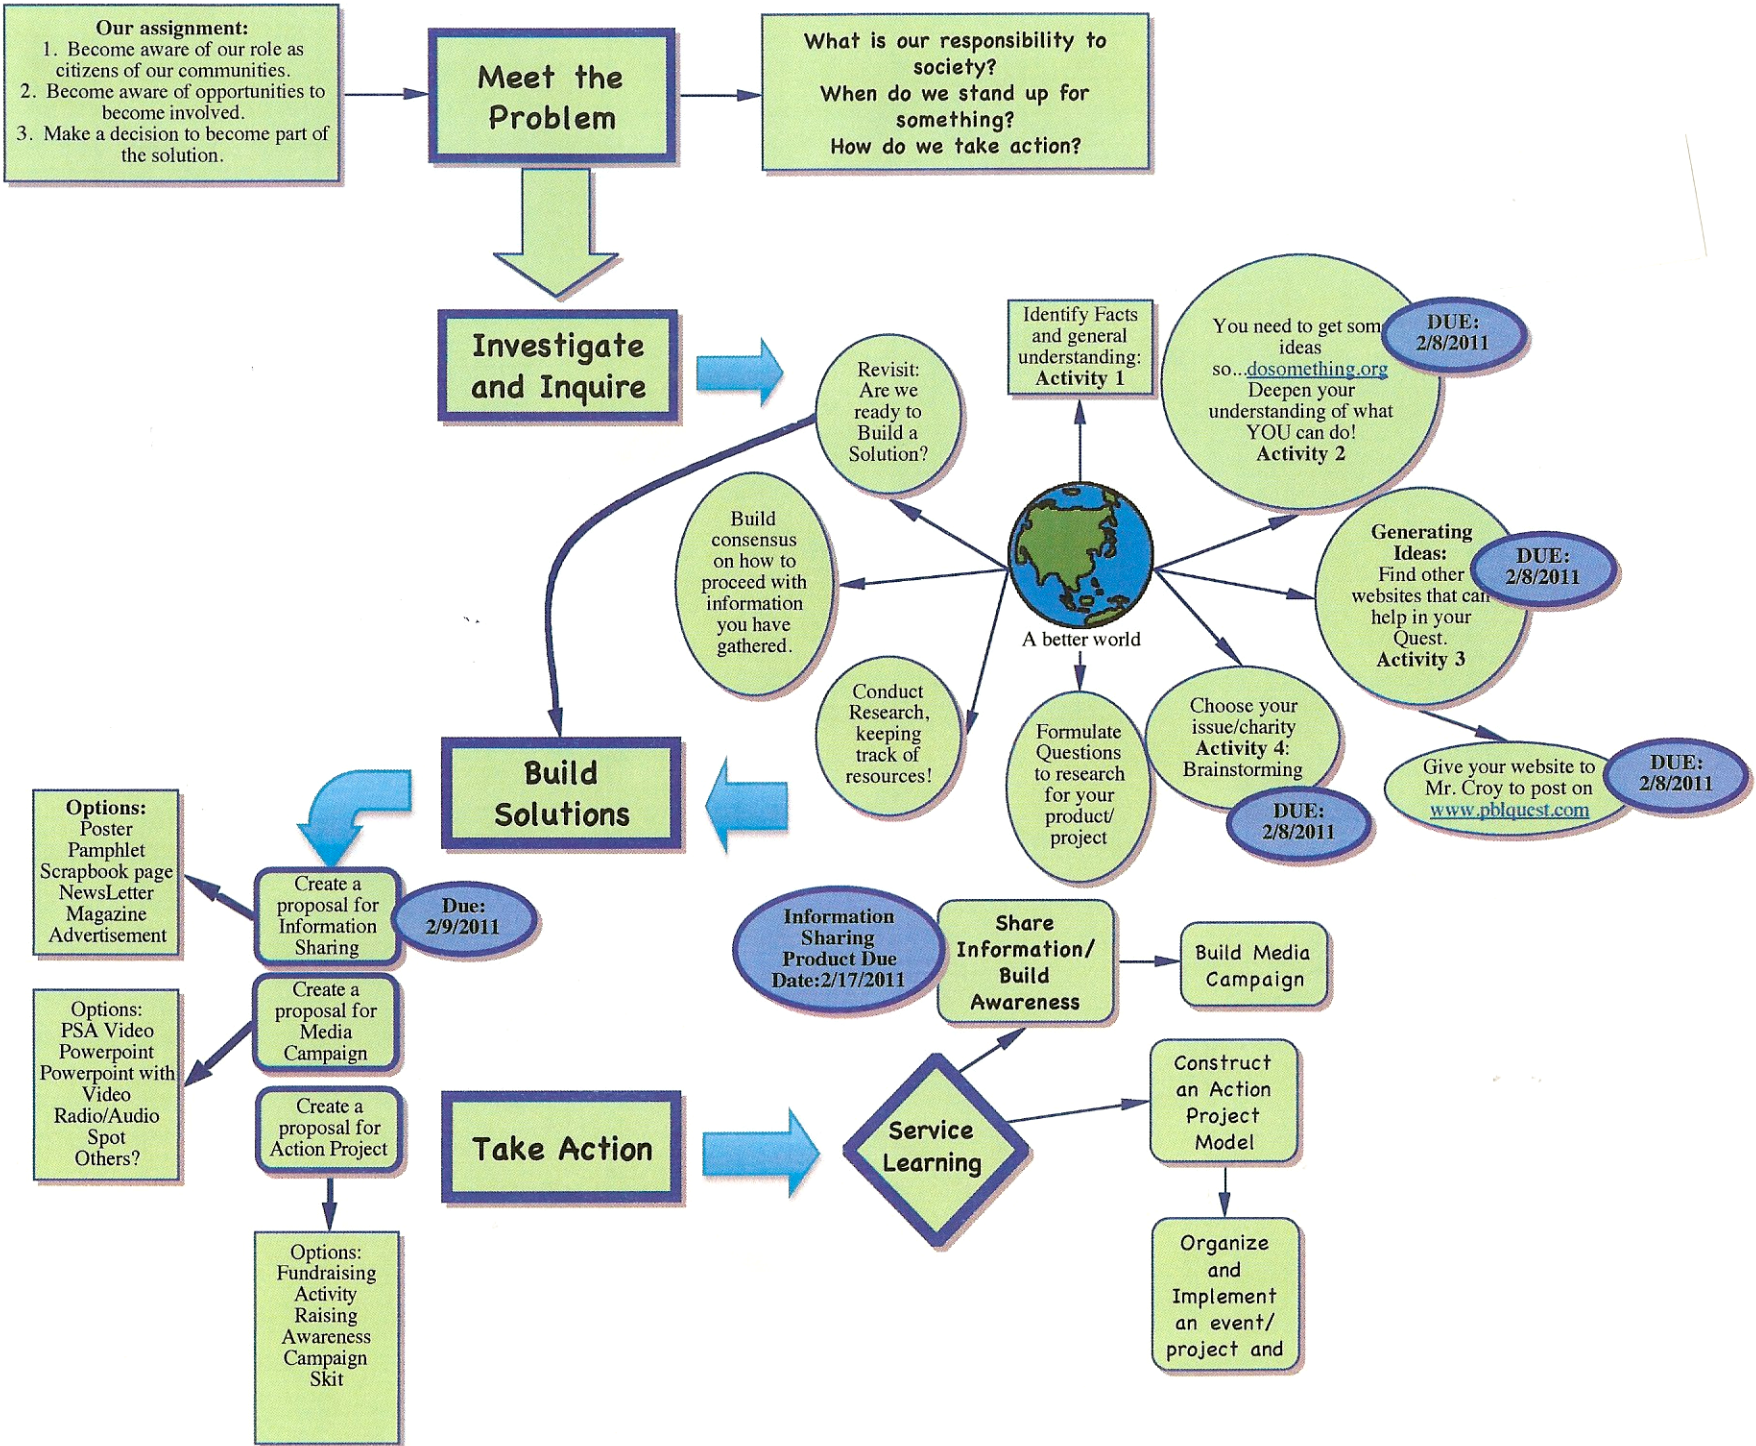 Our assignment:
1. Become aware of our role as
citizens of our communities.
2. Become aware of opportunities to
become involved.
3. Make a decision to become part of
the solution.
Meet the
Problem
What is our responsibility to
society?
When do we stand up for
something?
How do we take action?
Investigate
and Inquire
Revisit:
Are we
ready to
Build a
Solution?
Identify Facts
and general
understanding:
Activity 1
You need to get som
ideas
so...dosomething.org
Deepen your
understanding of what
YOU can do!
Activity 2
DUE:
2/8/2011
Build
consensus
on how to
proceed with
information
you have
gathered.
A better world
Generating
Ideas:
Find other
websites that can
help in your
Quest.
Activity 3
DUE:
2/8/2011
Conduct
Research,
keeping
track of
resources!
Formulate
Questions
to research
for your
product/
project
Choose your
issue/charity
Activity 4:
Brainstorming
DUE:
2/8/2011
Give your website to
Mr. Croy to post on
www.pblquest.com
DUE:
2/8/2011
Build
Solutions
Options:
Poster
Pamphlet
Scrapbook page
NewsLetter
Magazine
Advertisement
Create a
proposal for
Information
Sharing
Due:
2/9/2011
Options:
PSA Video
Powerpoint
Powerpoint with
Video
Radio/Audio
Spot
Others?
Create a
proposal for
Media
Campaign
Create a
proposal for
Action Project
Options:
Fundraising
Activity
Raising
Awareness
Campaign
Skit
Information
Sharing
Product Due
Date:2/17/2011
Share
Information/
Build
Awareness
Build Media
Campaign
Take Action
Service
Learning
Construct
an Action
Project
Model
Organize
and
Implement
an event/
project and